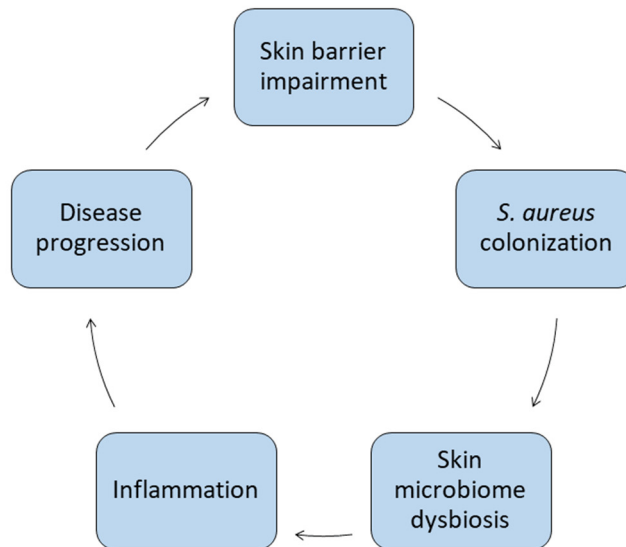 Skin barrier
impairment
S. aureus
colonization
Skin
microbiome
dysbiosis
Inflammation
Disease
progression